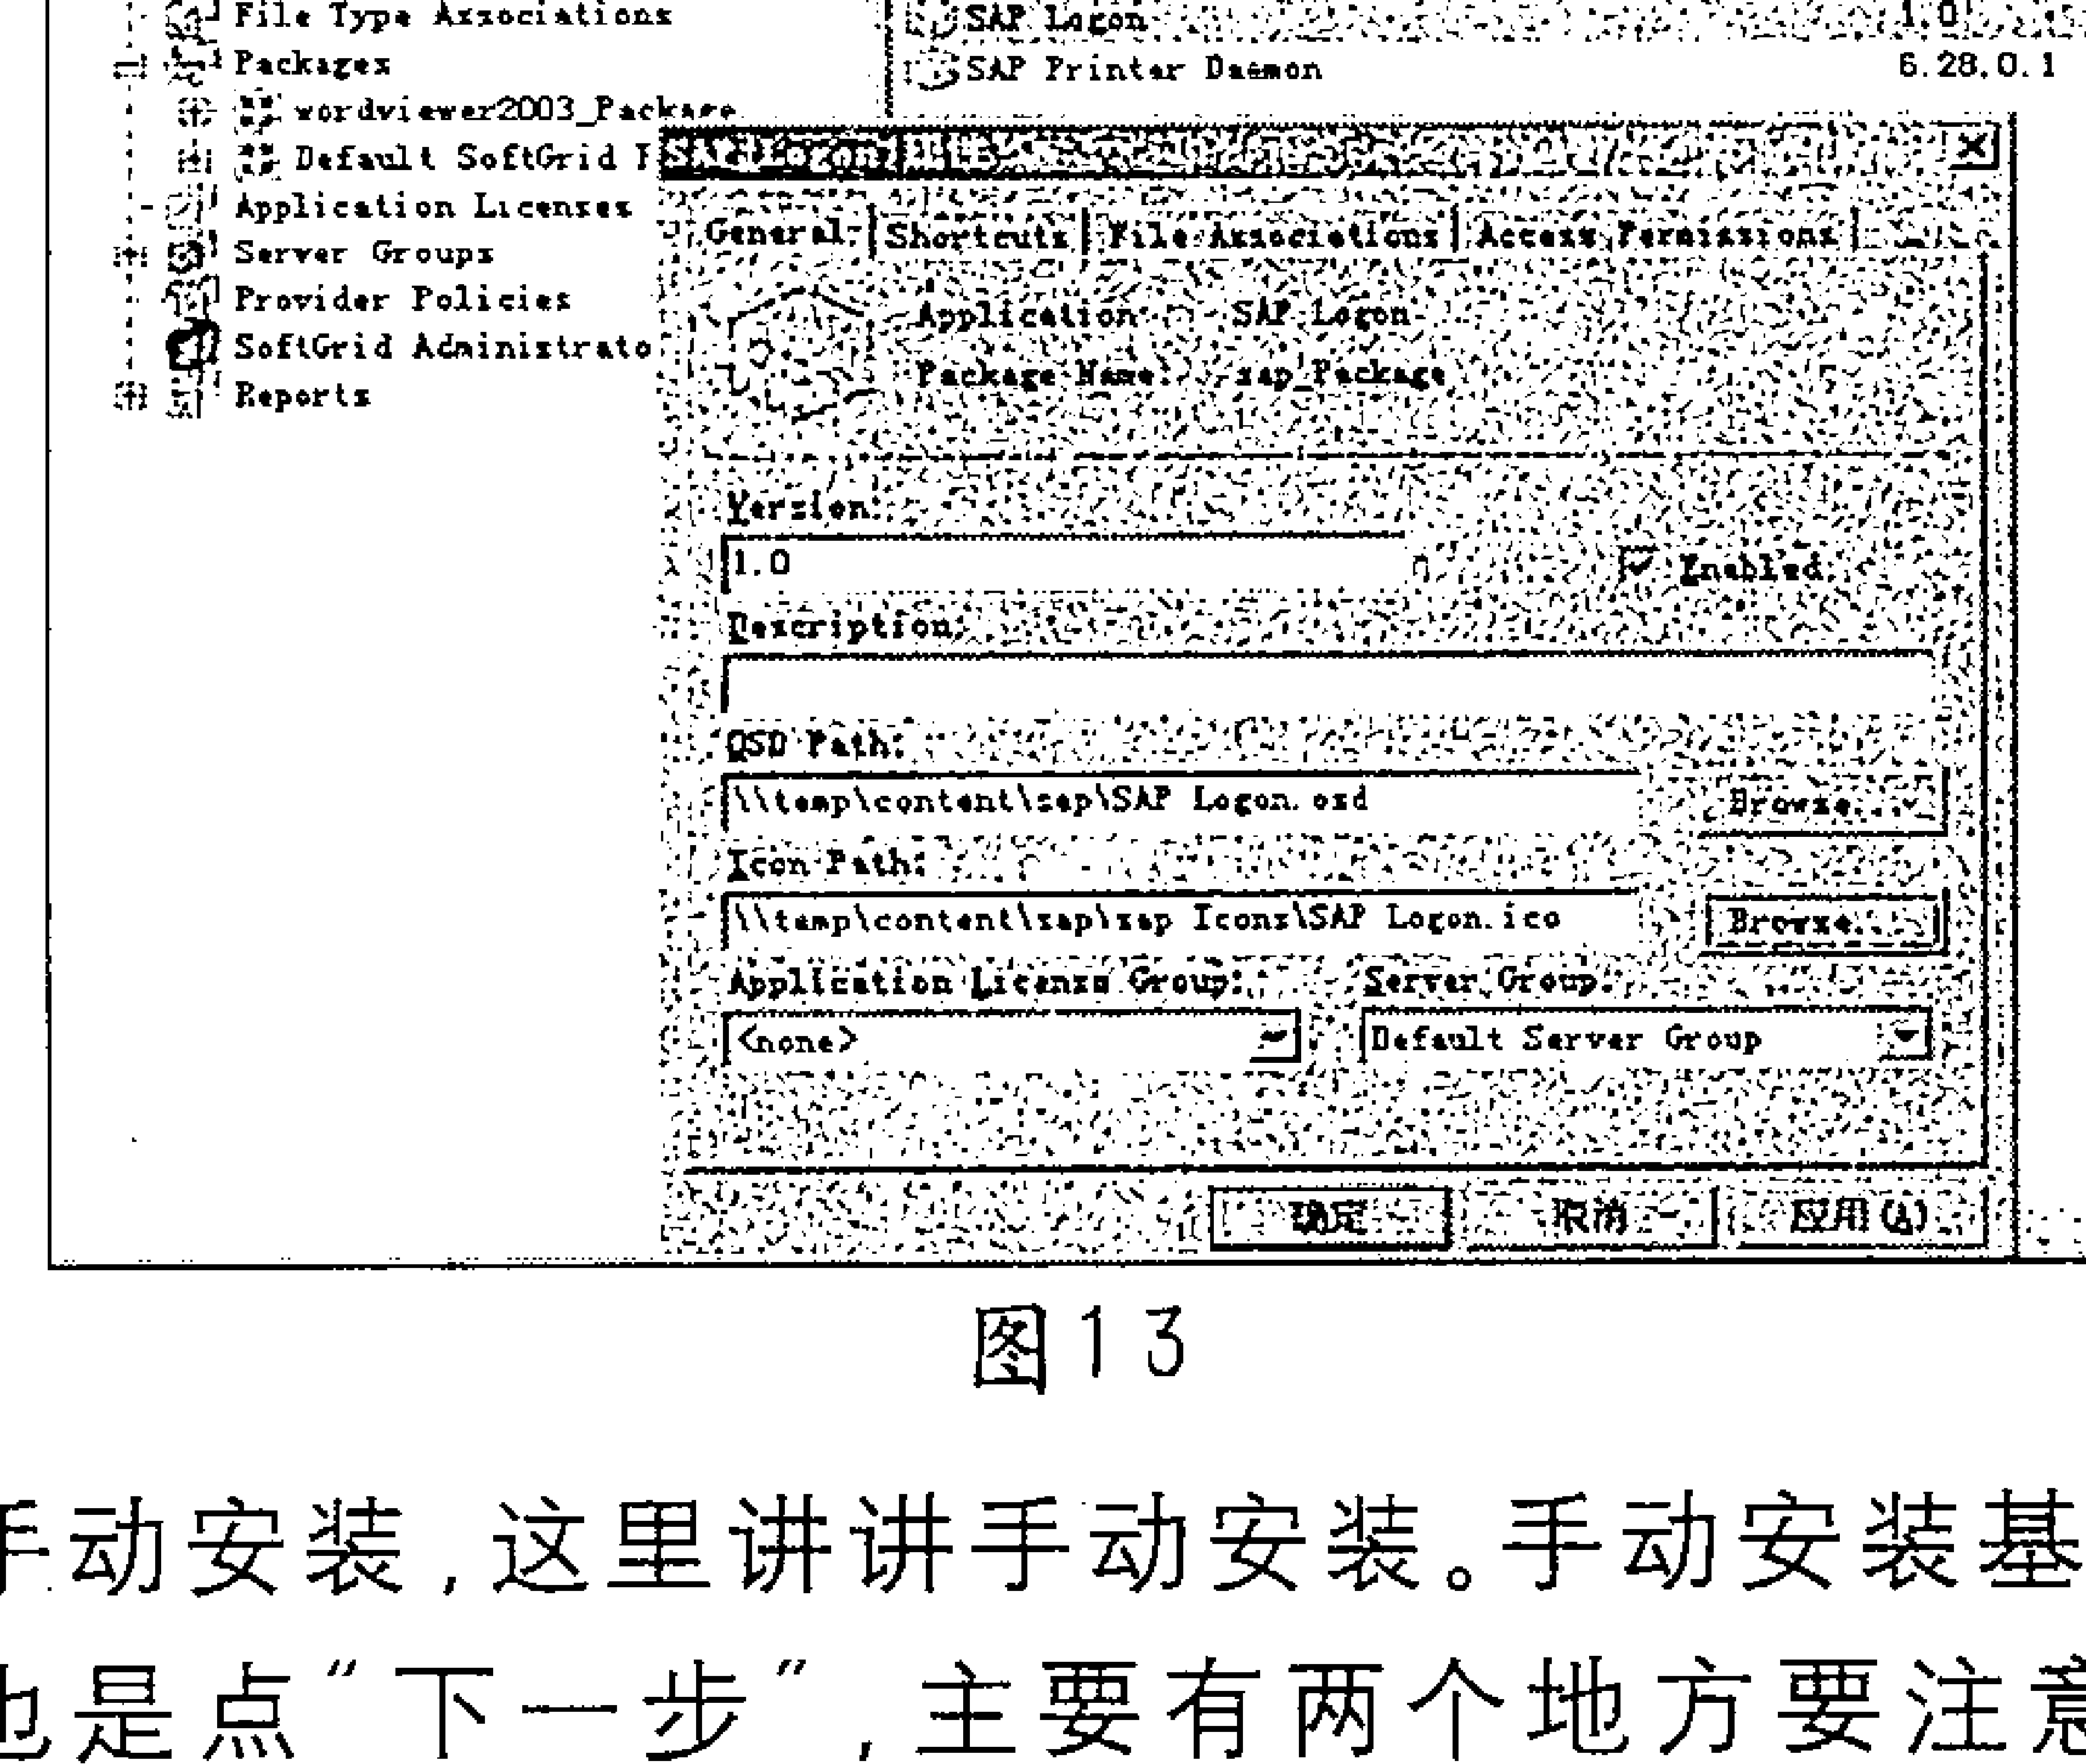 File Type Associations
SAP Logon 1.0
Packages
SAP Printer Daemon 6.28.0.1
wordviewer2003_Package
Default SoftGrid
SAP Logon 属性
Application Licenses
General Shortcuts File Associations Access Permissions
Server Groups
Provider Policies
Application: SAP Logon
SoftGrid Administrato
Package Name: sap_Package
Reports
Version:
1.0
Enabled
Description:
OSD Path:
\\temp\content\sap\SAP Logon.osd
Browse...
Icon Path:
\\temp\content\sap\sap Icons\SAP Logon.ico
Browse...
Application License Group: Server Group:
<none> Default Server Group
确定 取消 应用(A)
图13
手动安装,这里讲讲手动安装。手动安装基
也是点“下一步”,主要有两个地方要注意